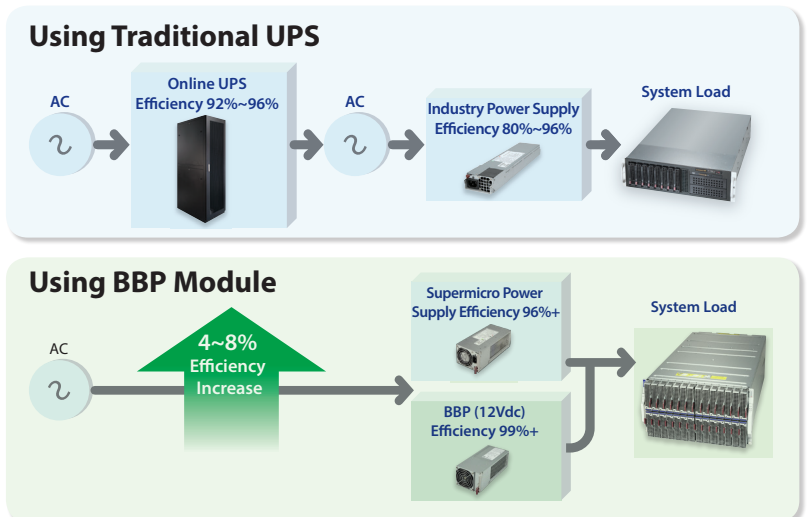 Using Traditional UPS
AC
Online UPS
Efficiency 92%~96%
AC
Industry Power Supply
Efficiency 80%~96%
System Load
Using BBP Module
AC
4~8%
Efficiency
Increase
Supermicro Power
Supply Efficiency 96%+
BBP (12Vdc)
Efficiency 99%+
System Load